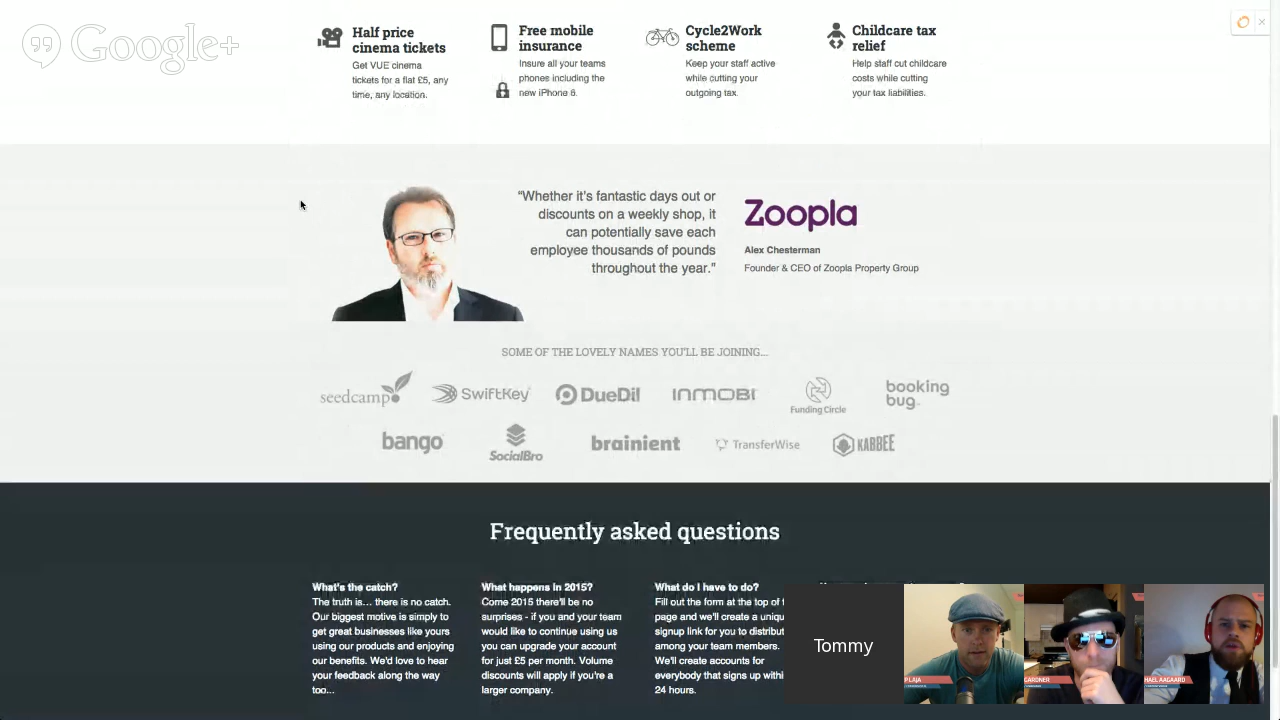 Google+
Half price
cinema tickets
Get VUE cinema
tickets for a flat £5, any
time, any location.
Free mobile
insurance
Insure all your teams
phones including the
new iPhone 6.
Cycle2Work
scheme
Keep your staff active
while cutting your
outgoing tax.
Childcare tax
relief
Help staff cut childcare
costs while cutting
your tax liabilities.
“Whether it’s fantastic days out or
discounts on a weekly shop, it
can potentially save each
employee thousands of pounds
throughout the year.”
Zoopla
Alex Chesterman
Founder & CEO of Zoopla Property Group
SOME OF THE LOVELY NAMES YOU'LL BE JOINING...
seedcamp
SwiftKey
DueDil
INMOBI
Funding Circle
booking
bug
bango
SocialBro
brainient
TransferWise
KABBEE
Frequently asked questions
What's the catch?
The truth is... there is no catch.
Our biggest motive is simply to
get great businesses like yours
using our products and enjoying
our benefits. We'd love to hear
your feedback along the way
too...
What happens in 2015?
Come 2015 there'll be no
surprises - if you and your team
would like to continue using us
you can upgrade your account
for just £5 per month. Volume
discounts will apply if you're a
larger company.
What do I have to do?
Fill out the form at the top of t
page and we'll create a uniqu
signup link for you to distribut
among your team members.
We'll create accounts for
everybody that signs up withi
24 hours.
Tommy
P LAJA
GARDNER
HAEL AAGAARD